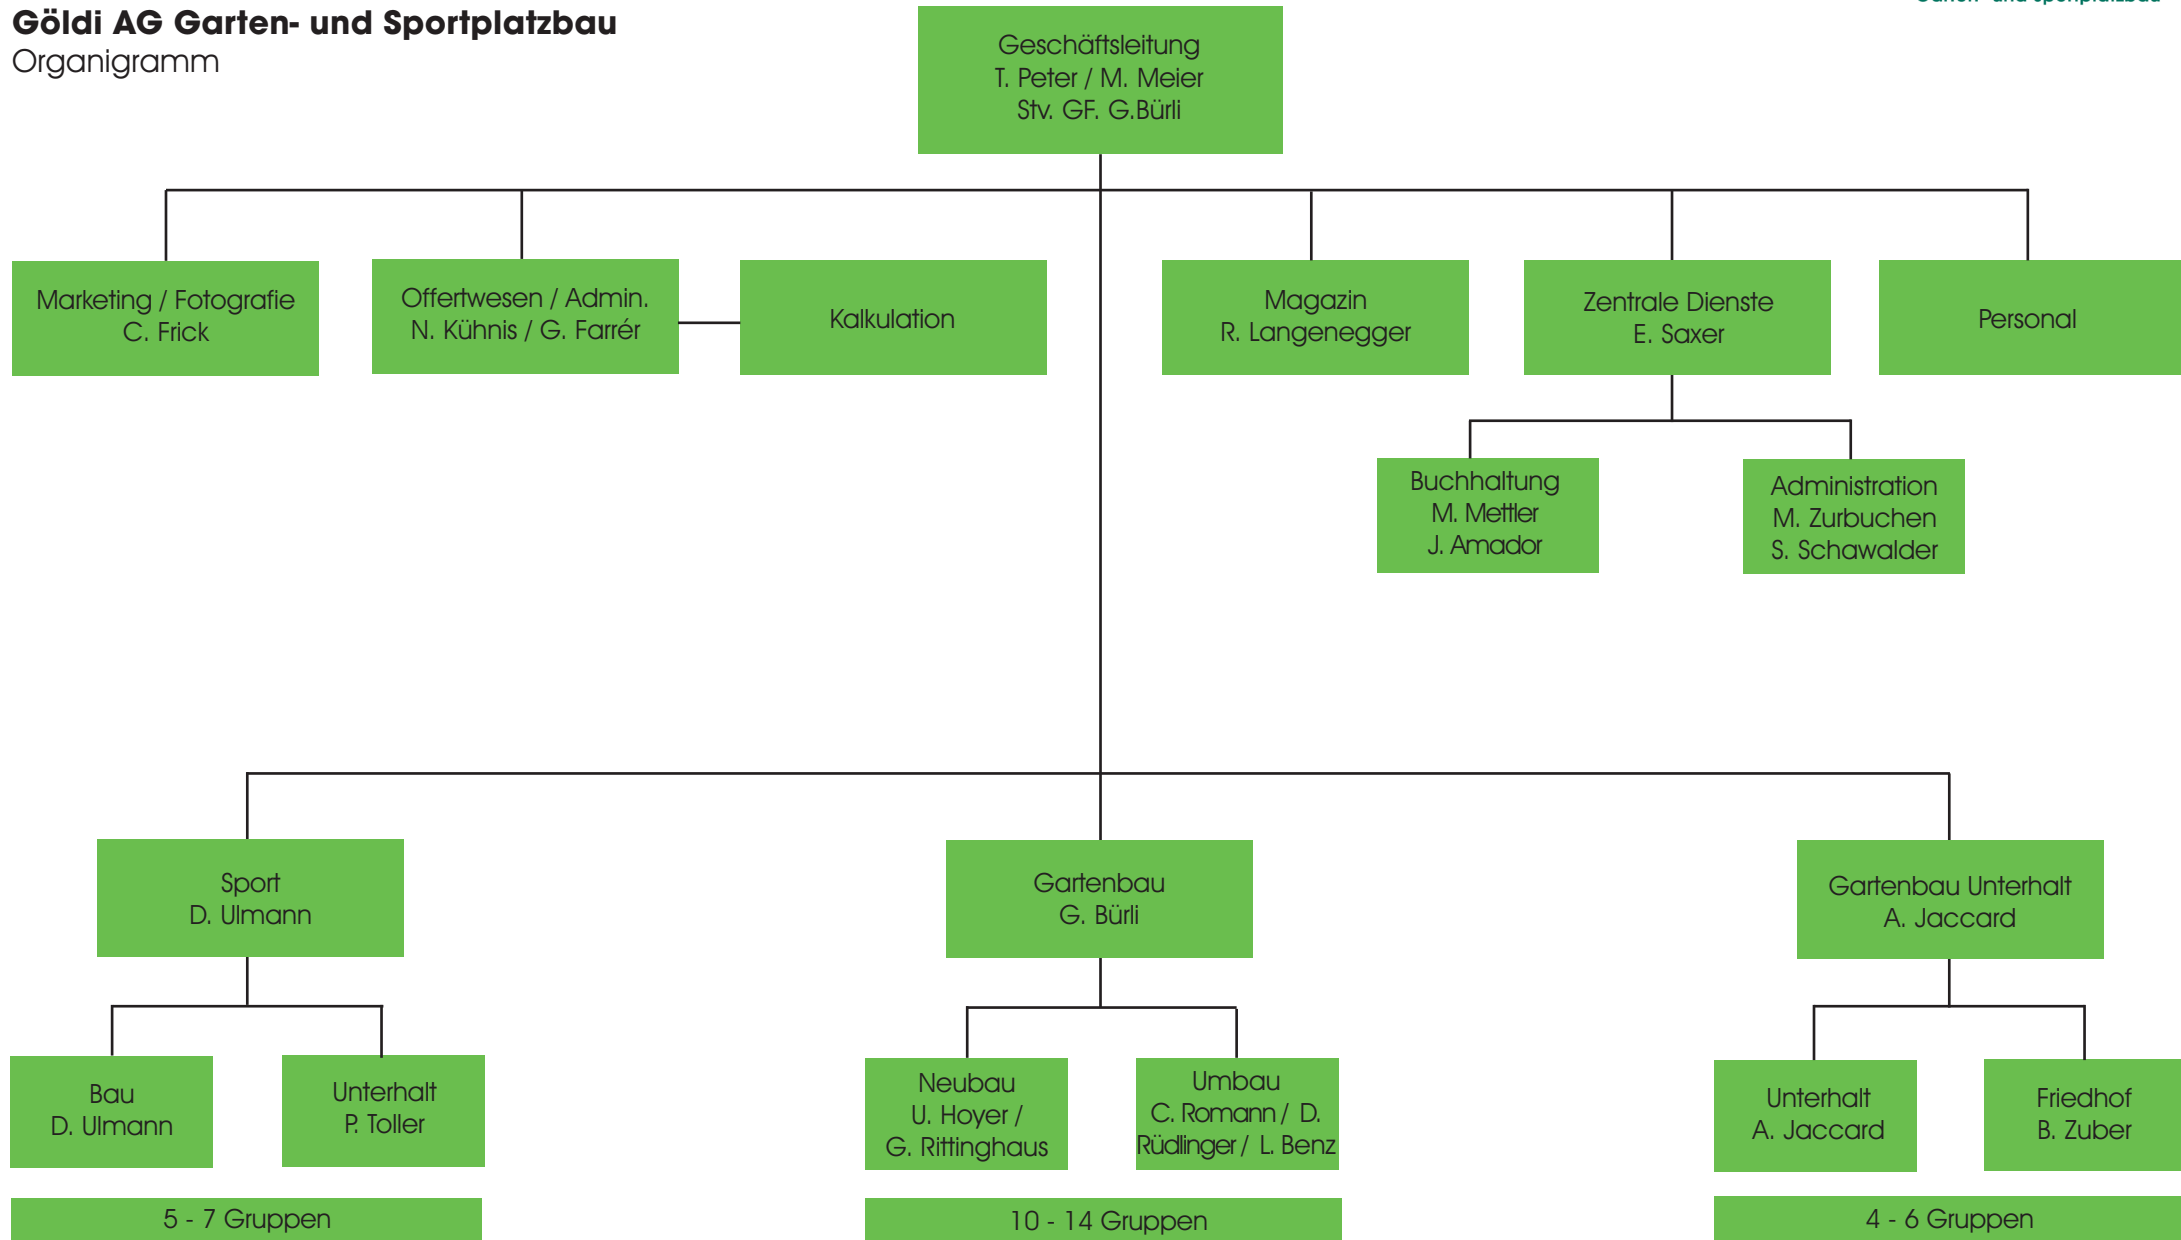 Göldi AG Garten- und Sportplatzbau
Organigramm
Geschäftsleitung
T. Peter / M. Meier
Stv. GF. G.Bürli
Marketing / Fotografie
C. Frick
Offertwesen / Admin.
N. Kühnis / G. Farrér
Kalkulation
Magazin
R. Langenegger
Zentrale Dienste
E. Saxer
Personal
Buchhaltung
M. Mettler
J. Amador
Administration
M. Zurbuchen
S. Schawalder
Sport
D. Ulmann
Gartenbau
G. Bürli
Gartenbau Unterhalt
A. Jaccard
Bau
D. Ulmann
Unterhalt
P. Toller
Neubau
U. Hoyer /
G. Rittinghaus
Umbau
C. Romann / D.
Rüdlinger / L. Benz
Unterhalt
A. Jaccard
Friedhof
B. Zuber
5 - 7 Gruppen
10 - 14 Gruppen
4 - 6 Gruppen